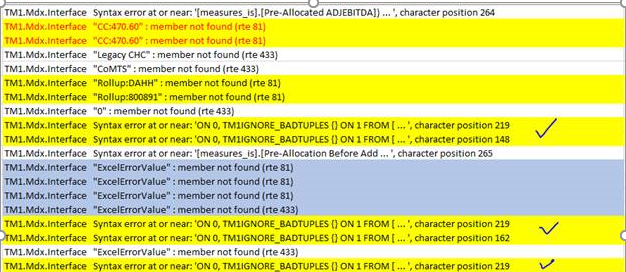 TM1.Mdx.Interface Syntax error at or near: '[measures_is].[Pre-Allocated ADJEBITDA]} ... ', character position 264
TM1.Mdx.Interface "CC:470.60" : member not found (rte 81)
TM1.Mdx.Interface "CC:470.60" : member not found (rte 81)
TM1.Mdx.Interface "Legacy CHC" : member not found (rte 433)
TM1.Mdx.Interface "CoMTS" : member not found (rte 433)
TM1.Mdx.Interface "Rollup:DAHH" : member not found (rte 81)
TM1.Mdx.Interface "Rollup:800891" : member not found (rte 81)
TM1.Mdx.Interface "0" : member not found (rte 433)
TM1.Mdx.Interface Syntax error at or near: 'ON 0, TM1IGNORE_BADTUPLES {} ON 1 FROM [ ... ', character position 219
TM1.Mdx.Interface Syntax error at or near: 'ON 0, TM1IGNORE_BADTUPLES {} ON 1 FROM [ ... ', character position 148
TM1.Mdx.Interface Syntax error at or near: '[measures_is].[Pre-Allocation Before Add ... ', character position 265
TM1.Mdx.Interface "ExcelErrorValue" : member not found (rte 81)
TM1.Mdx.Interface "ExcelErrorValue" : member not found (rte 81)
TM1.Mdx.Interface "ExcelErrorValue" : member not found (rte 81)
TM1.Mdx.Interface "ExcelErrorValue" : member not found (rte 433)
TM1.Mdx.Interface Syntax error at or near: 'ON 0, TM1IGNORE_BADTUPLES {} ON 1 FROM [ ... ', character position 219
TM1.Mdx.Interface Syntax error at or near: 'ON 0, TM1IGNORE_BADTUPLES {} ON 1 FROM [ ... ', character position 162
TM1.Mdx.Interface "ExcelErrorValue" : member not found (rte 433)
TM1.Mdx.Interface Syntax error at or near: 'ON 0, TM1IGNORE_BADTUPLES {} ON 1 FROM [ ... ', character position 219